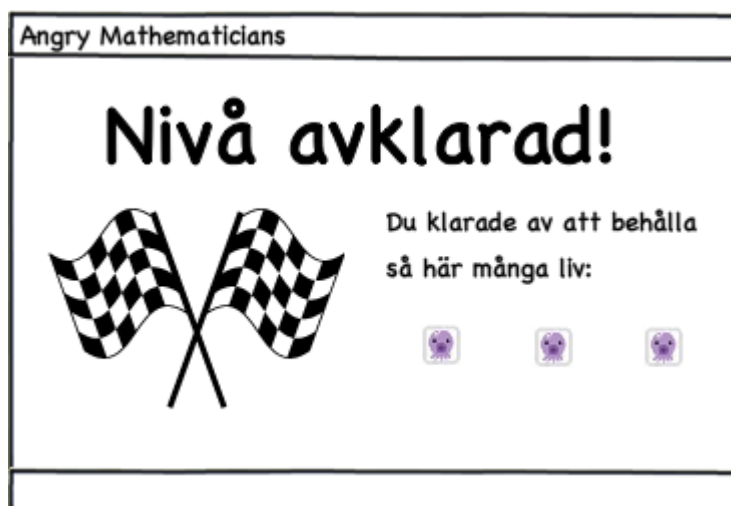 Angry Mathematicians
Nivå avklarad!
Du klarade av att behålla
så här många liv: